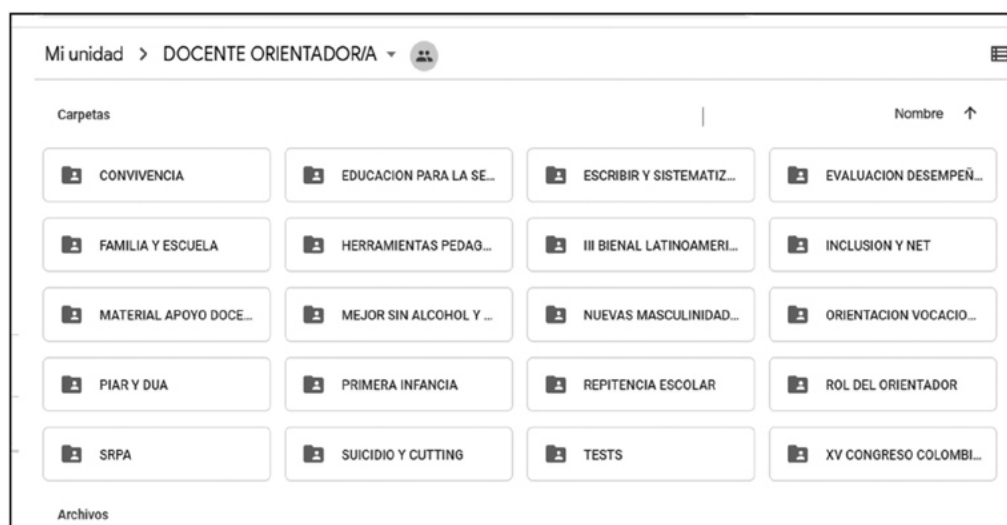 Mi unidad > DOCENTE ORIENTADOR/A
Carpetas Nombre
CONVIVENCIA EDUCACION PARA LA SE... ESCRIBIR Y SISTEMATIZ... EVALUACION DESEMPEÑ...
FAMILIA Y ESCUELA HERRAMIENTAS PEDAG... III BIENAL LATINOAMERI... INCLUSION Y NET
MATERIAL APOYO DOCE... MEJOR SIN ALCOHOL Y ... NUEVAS MASCULINIDAD... ORIENTACION VOCACIO...
PIAR Y DUA PRIMERA INFANCIA REPITENCIA ESCOLAR ROL DEL ORIENTADOR
SRPA SUICIDIO Y CUTTING TESTS XV CONGRESO COLOMBI...
Archivos